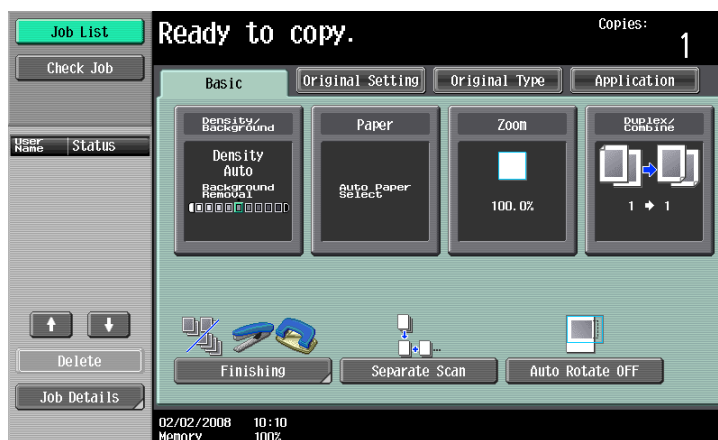 Job List
Check Job
User Name Status
Delete
Job Details
Ready to copy.
Copies:
1
Basic
Original Setting
Original Type
Application
Density/
Background
Density
Auto
Background
Removal
Paper
Auto Paper
Select
Zoom
100.0%
Duplex/
Combine
1 → 1
Finishing
Separate Scan
Auto Rotate OFF
02/02/2008 10:10
Memory 100%